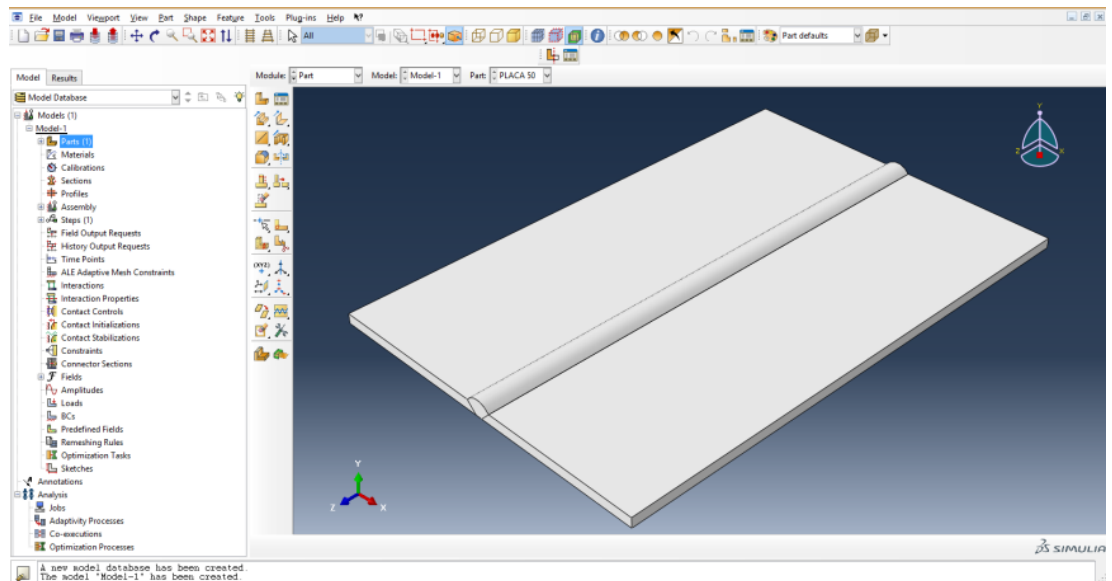 File Model Viewport View Part Shape Feature Tools Plug-ins Help
All
Part defaults
Model Results
Module: Part Model: Model-1 Part: PLACA 50
Model Database
Models (1)
Model-1
Parts (1)
Materials
Calibrations
Sections
Profiles
Assembly
Steps (1)
Field Output Requests
History Output Requests
Time Points
ALE Adaptive Mesh Constraints
Interactions
Interaction Properties
Contact Controls
Contact Initializations
Contact Stabilizations
Constraints
Connector Sections
Fields
Amplitudes
Loads
BCs
Predefined Fields
Remeshing Rules
Optimization Tasks
Sketches
Annotations
Analysis
Jobs
Adaptivity Processes
Co-executions
Optimization Processes
(XYZ)
Y
Z X
Y
Z X
SIMULIA
A new model database has been created.
The model "Model-1" has been created.